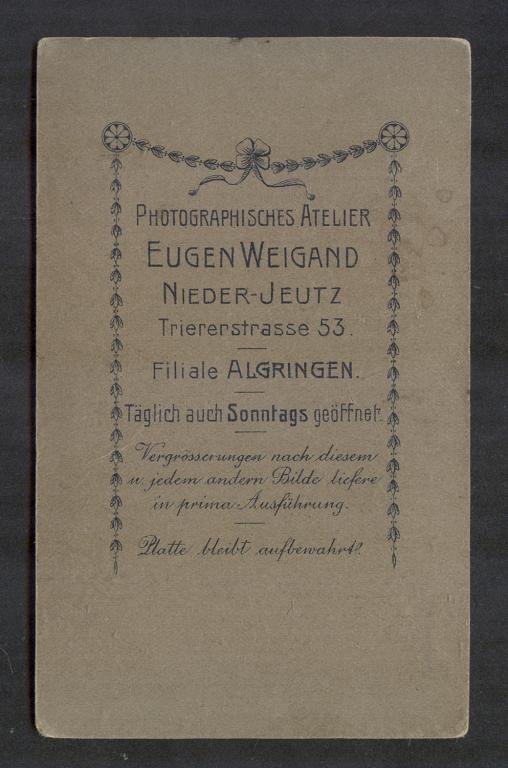 PHOTOGRAPHISCHES ATELIER
EUGEN WEIGAND
NIEDER-JEUTZ
Triererstrasse 53.
Filiale ALGRINGEN.
Täglich auch Sonntags geöffnet.
Vergrösserungen nach diesem
u. jedem andern Bilde liefere
in prima Ausführung.
Platte bleibt aufbewahrt.